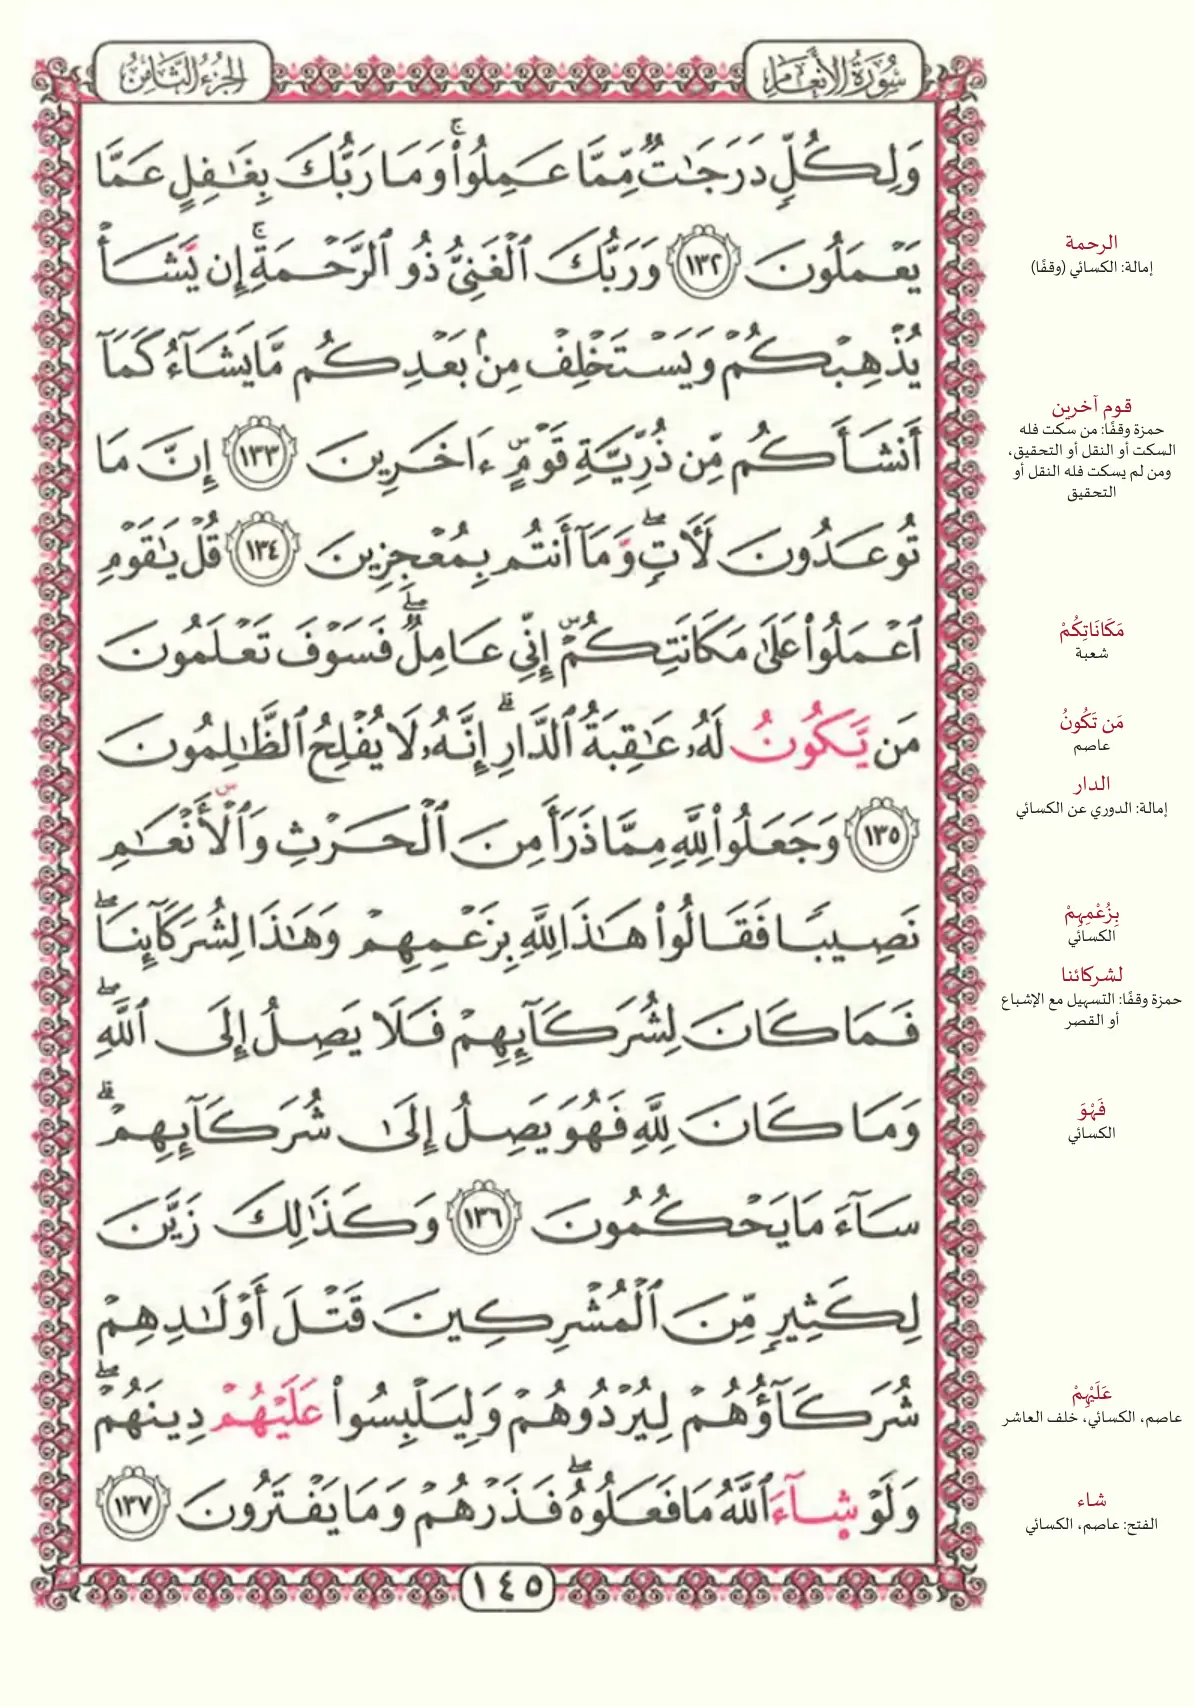 سُورَةُ الأَنْعَامِ
الجُزْءُ الثَّامِنُ
وَلِكُلٍّ دَرَجَٰتٌ مِّمَّا عَمِلُواْ ۚ وَمَا رَبُّكَ بِغَٰفِلٍ عَمَّا
يَعْمَلُونَ ١٣٢ وَرَبُّكَ ٱلْغَنِىُّ ذُو ٱلرَّحْمَةِ ۚ إِن يَّشَأْ
يُذْهِبْكُمْ وَيَسْتَخْلِفْ مِنۢ بَعْدِكُم مَّا يَشَآءُ كَمَآ
أَنشَأَكُم مِّن ذُرِّيَّةِ قَوْمٍ ءَاخَرِينَ ١٣٣ إِنَّ مَا
تُوعَدُونَ لَأَتٍ ۖ وَّمَآ أَنتُم بِمُعْجِزِينَ ١٣٤ قُلْ يَٰقَوْمِ
ٱعْمَلُواْ عَلَىٰ مَكَانَتِكُمْ إِنِّى عَامِلٌ ۖ فَسَوْفَ تَعْلَمُونَ
مَن يَّكُونُ لَهُۥ عَٰقِبَةُ ٱلدَّارِ ۗ إِنَّهُۥ لَا يُفْلِحُ ٱلظَّٰلِمُونَ
١٣٥ وَجَعَلُواْ لِلَّهِ مِمَّا ذَرَأَ مِنَ ٱلْحَرْثِ وَٱلْأَنْعَٰمِ
نَصِيبًا فَقَالُواْ هَٰذَا لِلَّهِ بِزَعْمِهِمْ وَهَٰذَا لِشُرَكَآئِنَا ۖ
فَمَا كَانَ لِشُرَكَآئِهِمْ فَلَا يَصِلُ إِلَى ٱللَّهِ ۖ
وَمَا كَانَ لِلَّهِ فَهُوَ يَصِلُ إِلَىٰ شُرَكَآئِهِمْ ۗ
سَآءَ مَا يَحْكُمُونَ ١٣٦ وَكَذَٰلِكَ زَيَّنَ
لِكَثِيرٍ مِّنَ ٱلْمُشْرِكِينَ قَتْلَ أَوْلَٰدِهِمْ
شُرَكَآؤُهُمْ لِيُرْدُوهُمْ وَلِيَلْبِسُواْ عَلَيْهُمْ دِينَهُمْ ۖ
وَلَوْ شَآءَ ٱللَّهُ مَا فَعَلُوهُ ۖ فَذَرْهُمْ وَمَا يَفْتَرُونَ ١٣٧
١٤٥
الرحمة
إمالة: الكسائي (وقفًا)
قوم آخرين
حمزة وقفًا: من سكت فله
السكت أو النقل أو التحقيق،
ومن لم يسكت فله النقل أو
التحقيق
مَكَانَاتِكُمْ
شعبة
مَن تَكُونُ
عاصم
الدار
إمالة: الدوري عن الكسائي
بِزُعْمِهِمْ
الكسائي
لشركائنا
حمزة وقفًا: التسهيل مع الإشباع
أو القصر
فَهْوَ
الكسائي
عَلَيْهِمْ
عاصم، الكسائي، خلف العاشر
شاء
الفتح: عاصم، الكسائي